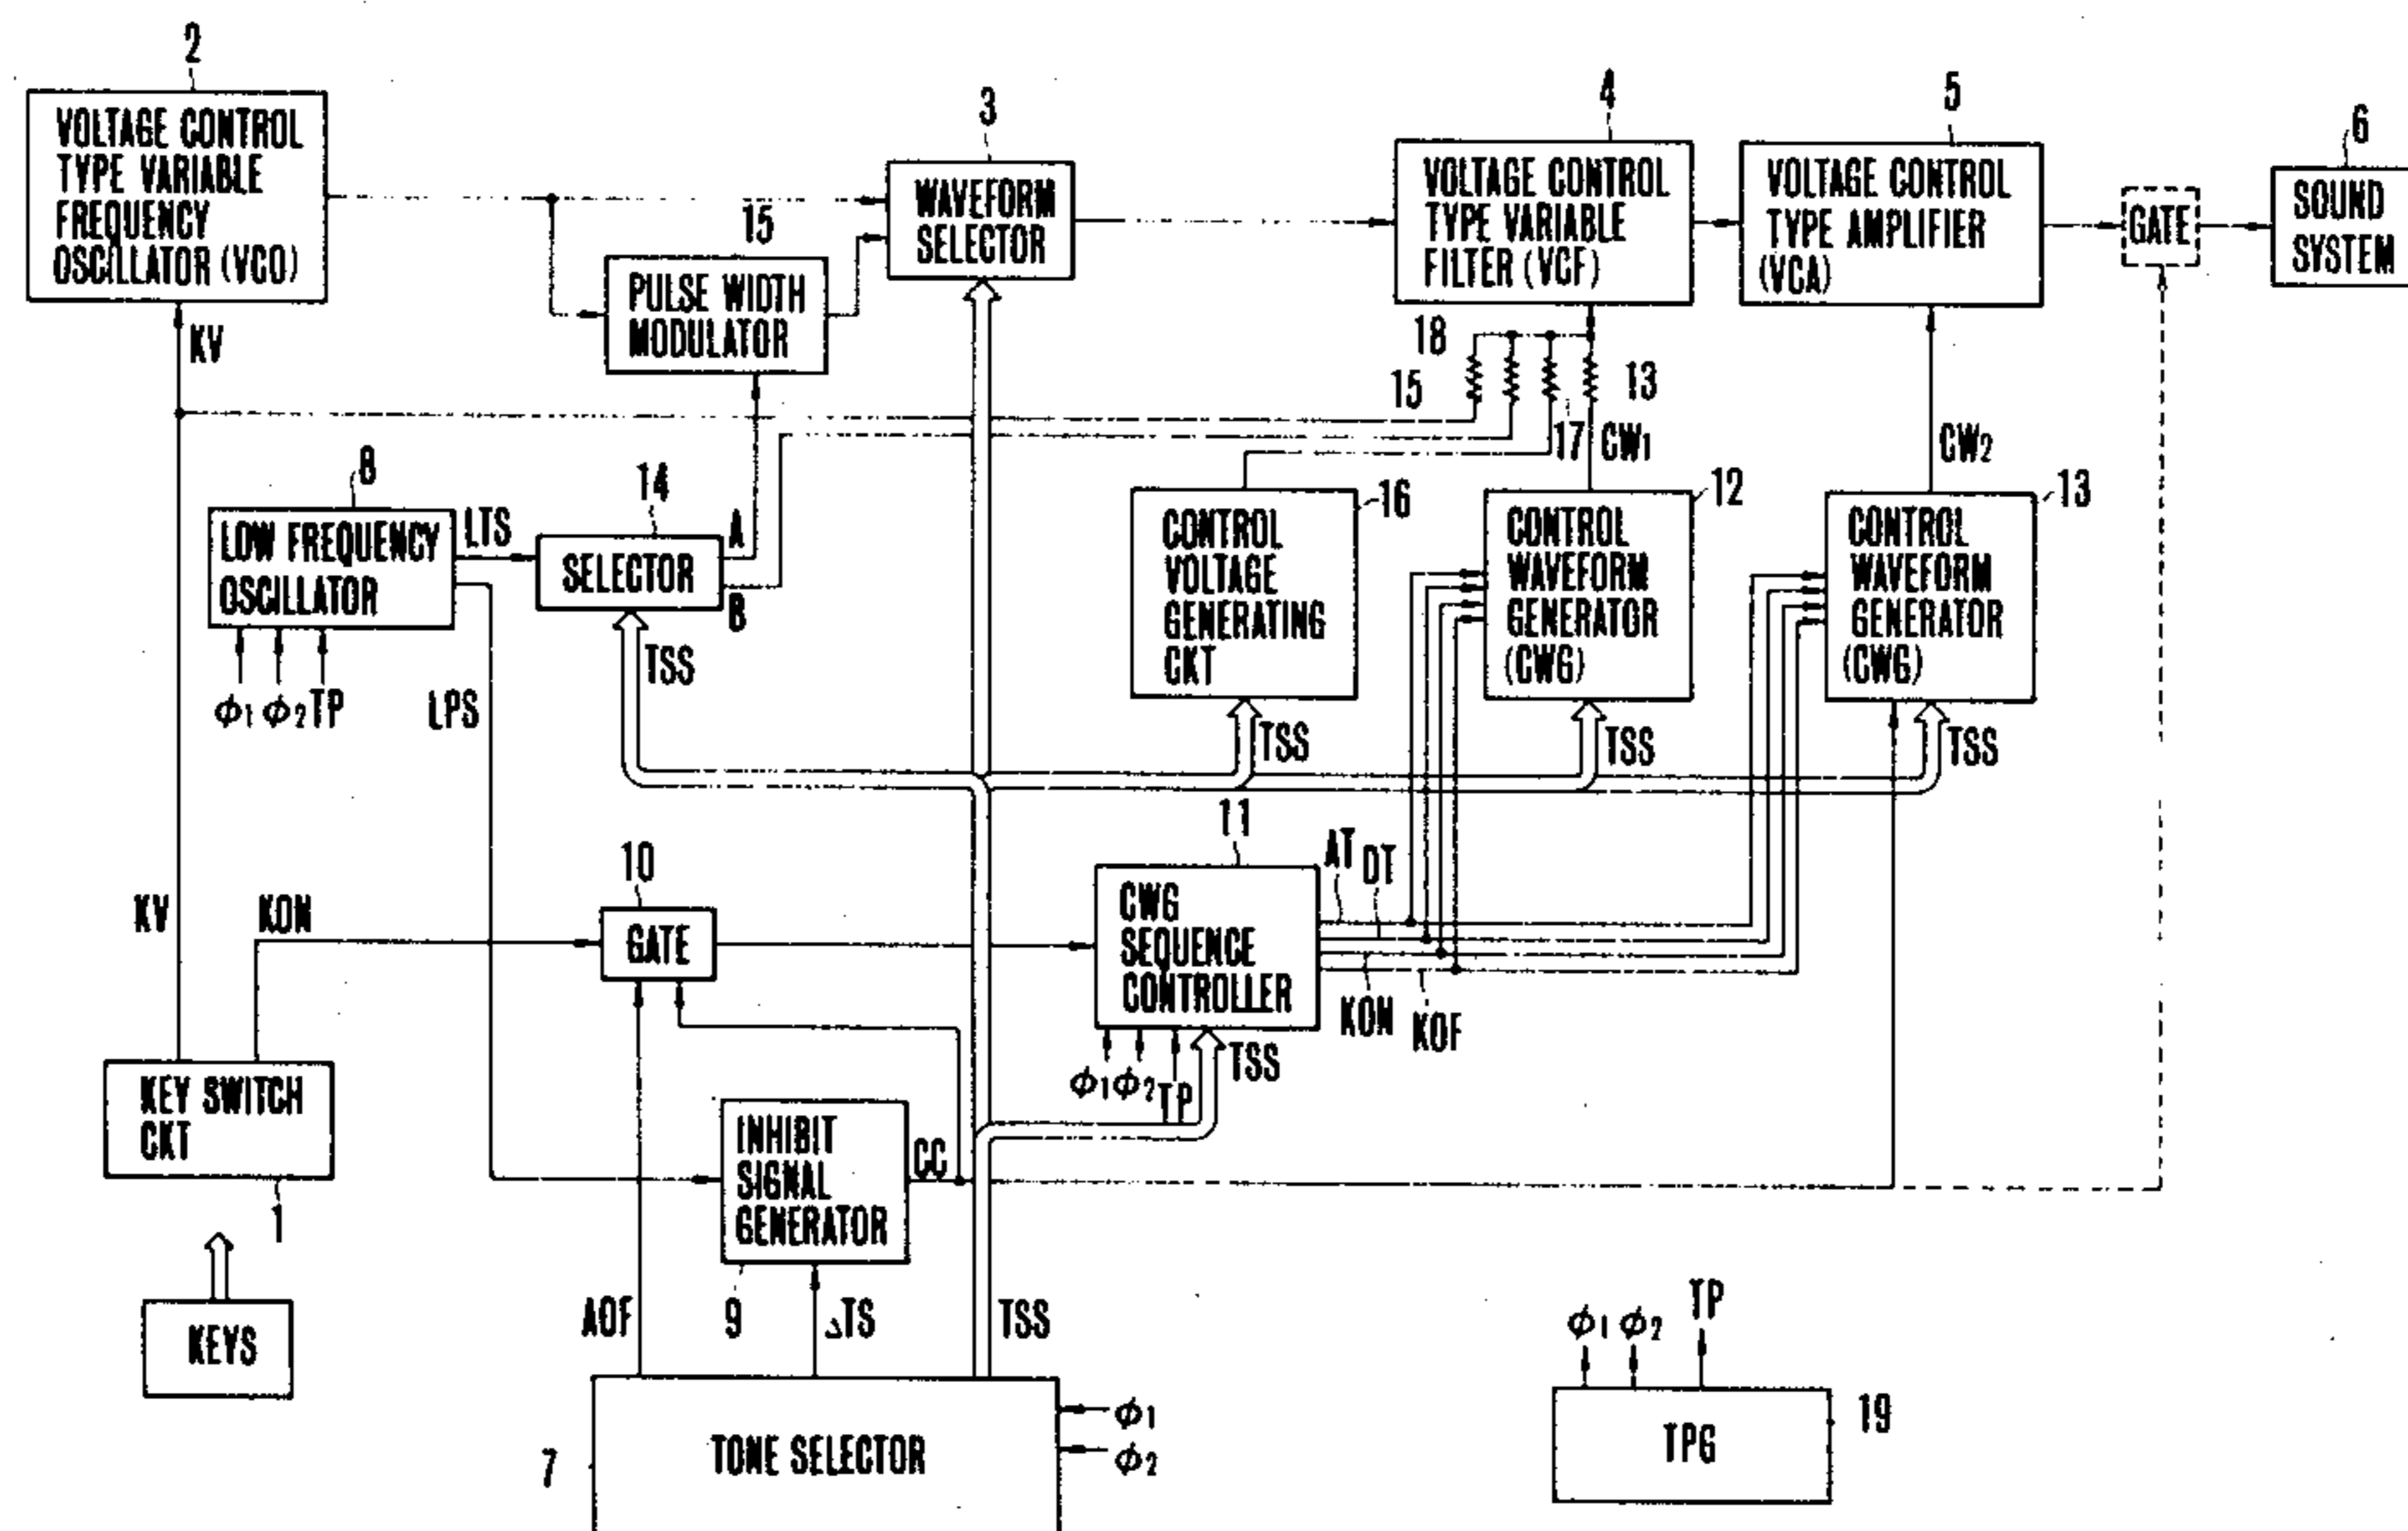 2
VOLTAGE CONTROL
TYPE VARIABLE
FREQUENCY
OSCILLATOR (VCO)
KV
15
PULSE WIDTH
MODULATOR
3
WAVEFORM
SELECTOR
4
VOLTAGE CONTROL
TYPE VARIABLE
FILTER (VCF)
5
VOLTAGE CONTROL
TYPE AMPLIFIER
(VCA)
GATE
6
SOUND
SYSTEM
18
15
13
17
CW1
CW2
8
LOW FREQUENCY
OSCILLATOR
LTS
LPS
ϕ1 ϕ2 TP
14
SELECTOR
A
B
TSS
16
CONTROL
VOLTAGE
GENERATING
CKT
TSS
12
CONTROL
WAVEFORM
GENERATOR
(CWG)
TSS
13
CONTROL
WAVEFORM
GENERATOR
(CWG)
TSS
KV
KON
10
GATE
11
CWG
SEQUENCE
CONTROLLER
AT DT
KON KOF
ϕ1 ϕ2 TP
TSS
KEY SWITCH
CKT
1
KEYS
INHIBIT
SIGNAL
GENERATOR
CC
9
AOF
ΔTS
TSS
7
TONE SELECTOR
ϕ1
ϕ2
ϕ1 ϕ2 TP
TPG
19